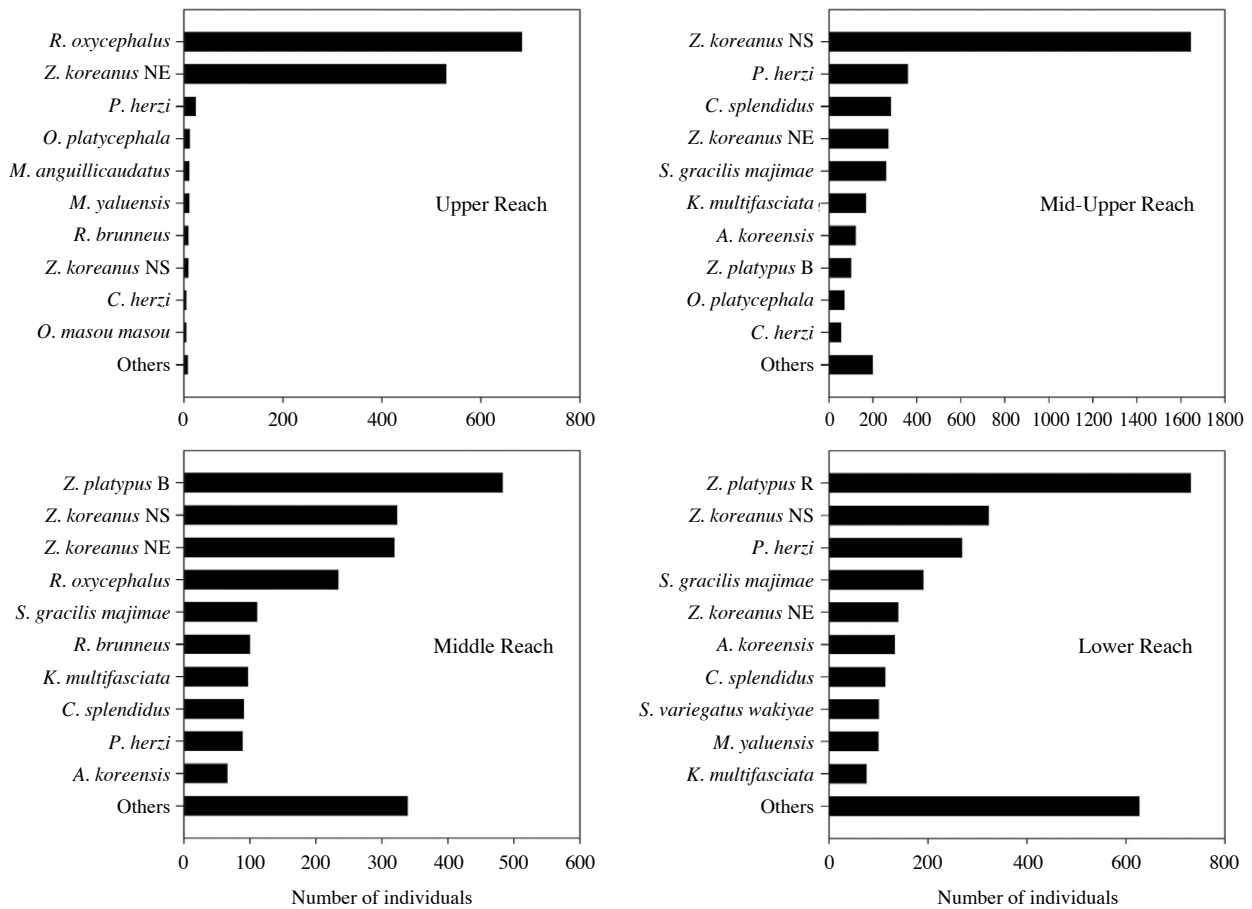 R. oxycephalus
Z. koreanus NE
P. herzi
O. platycephala
M. anguillicaudatus
M. yaluensis
R. brunneus
Z. koreanus NS
C. herzi
O. masou masou
Others
Upper Reach
0 200 400 600 800
Z. koreanus NS
P. herzi
C. splendidus
Z. koreanus NE
S. gracilis majimae
K. multifasciata
A. koreensis
Z. platypus B
O. platycephala
C. herzi
Others
Mid-Upper Reach
0 200 400 600 800 1000 1200 1400 1600 1800
Z. platypus B
Z. koreanus NS
Z. koreanus NE
R. oxycephalus
S. gracilis majimae
R. brunneus
K. multifasciata
C. splendidus
P. herzi
A. koreensis
Others
Middle Reach
0 100 200 300 400 500 600
Number of individuals
Z. platypus R
Z. koreanus NS
P. herzi
S. gracilis majimae
Z. koreanus NE
A. koreensis
C. splendidus
S. variegatus wakiyae
M. yaluensis
K. multifasciata
Others
Lower Reach
0 200 400 600 800
Number of individuals